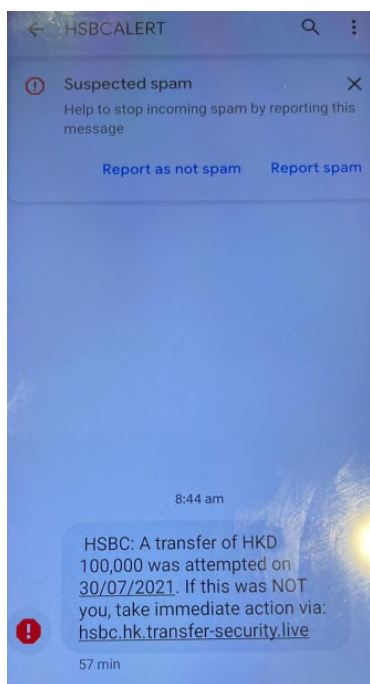 HSBCALERT
Suspected spam
Help to stop incoming spam by reporting this
message
Report as not spam
Report spam
8:44 am
HSBC: A transfer of HKD
100,000 was attempted on
30/07/2021. If this was NOT
you, take immediate action via:
hsbc.hk.transfer-security.live
57 min